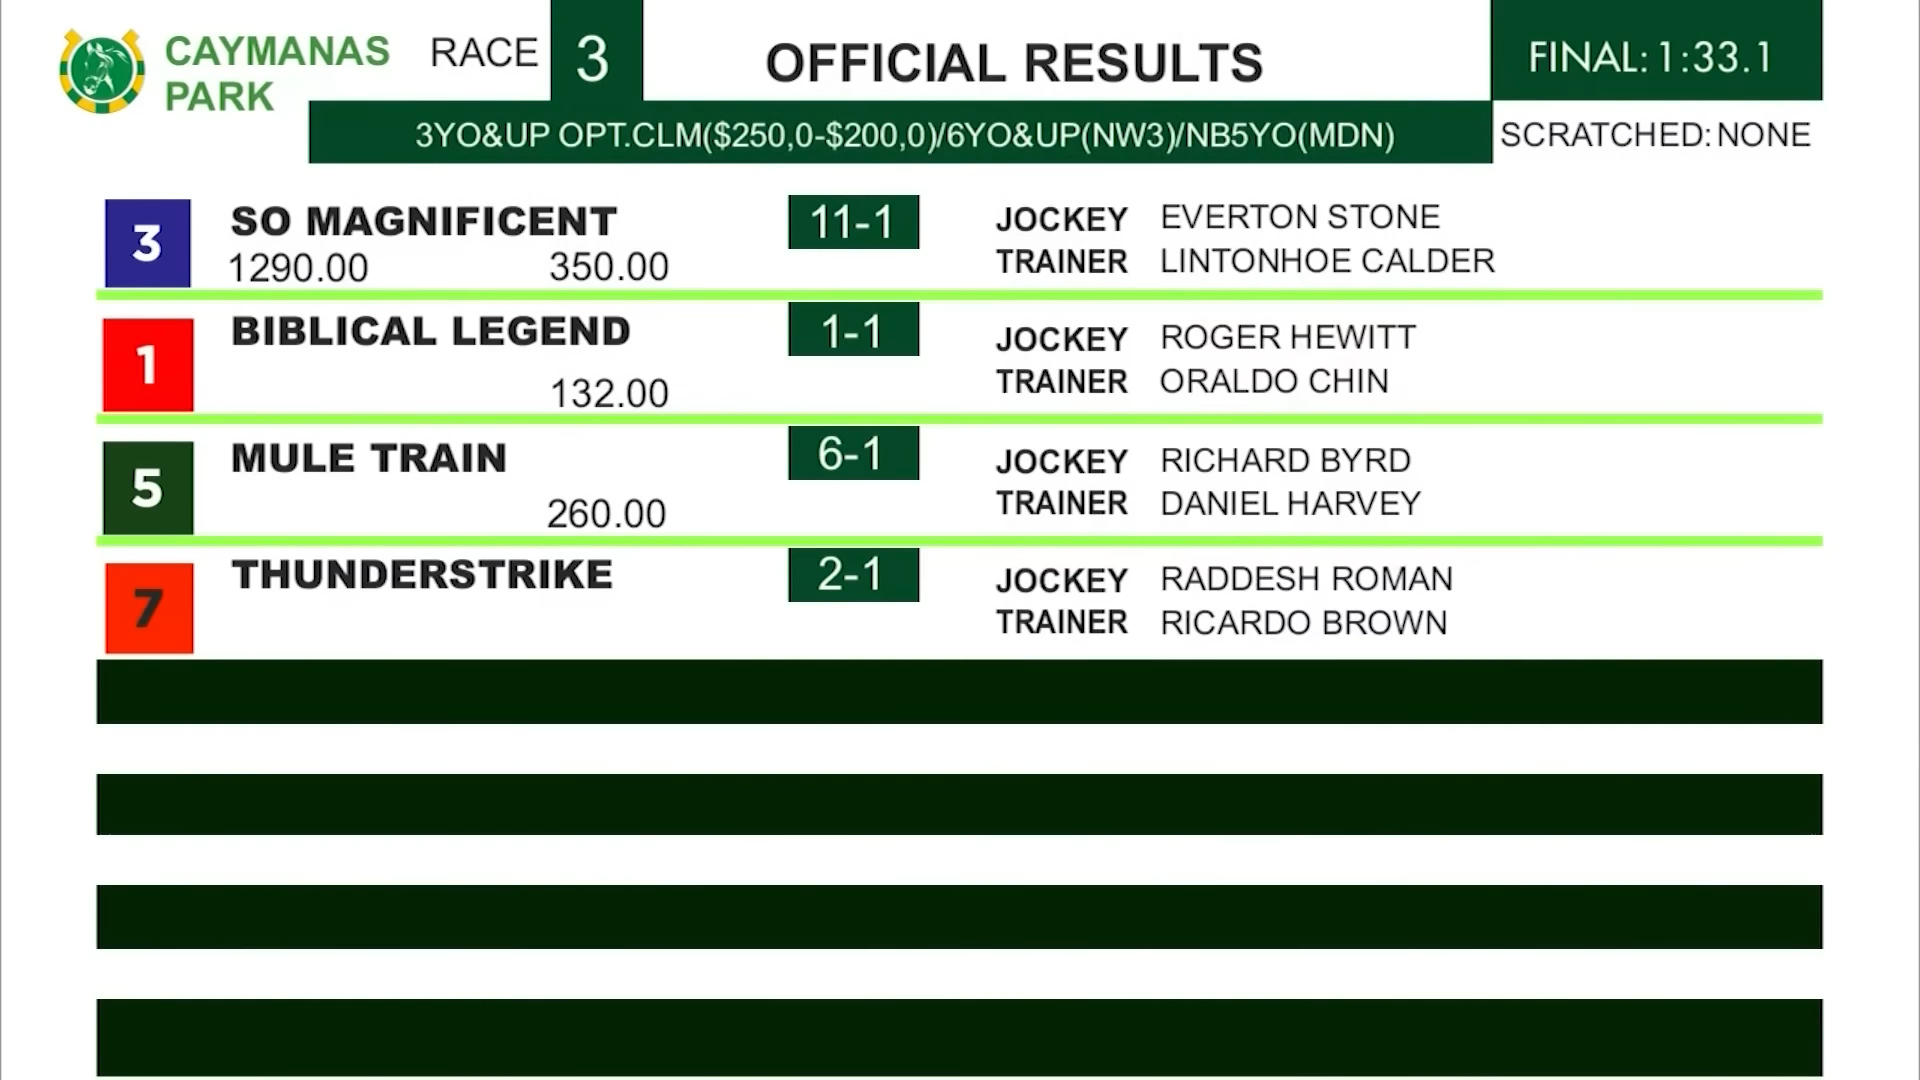 CAYMANAS PARK
RACE 3
OFFICIAL RESULTS
FINAL: 1:33.1
3YO&UP OPT.CLM($250,0-$200,0)/6YO&UP(NW3)/NB5YO(MDN)
SCRATCHED: NONE
3 SO MAGNIFICENT 11-1 JOCKEY EVERTON STONE
1290.00 350.00 TRAINER LINTONHOE CALDER
1 BIBLICAL LEGEND 1-1 JOCKEY ROGER HEWITT
132.00 TRAINER ORALDO CHIN
5 MULE TRAIN 6-1 JOCKEY RICHARD BYRD
260.00 TRAINER DANIEL HARVEY
7 THUNDERSTRIKE 2-1 JOCKEY RADDESH ROMAN
TRAINER RICARDO BROWN